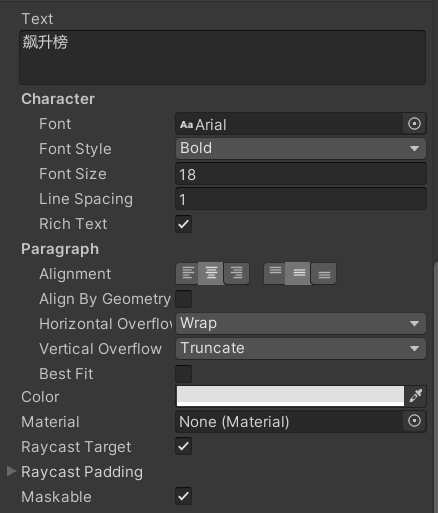 Text
飙升榜
Character
Font
Aa Arial
Font Style
Bold
Font Size
18
Line Spacing
1
Rich Text
Paragraph
Alignment
Align By Geometry
Horizontal Overflow
Wrap
Vertical Overflow
Truncate
Best Fit
Color
Material
None (Material)
Raycast Target
Raycast Padding
Maskable